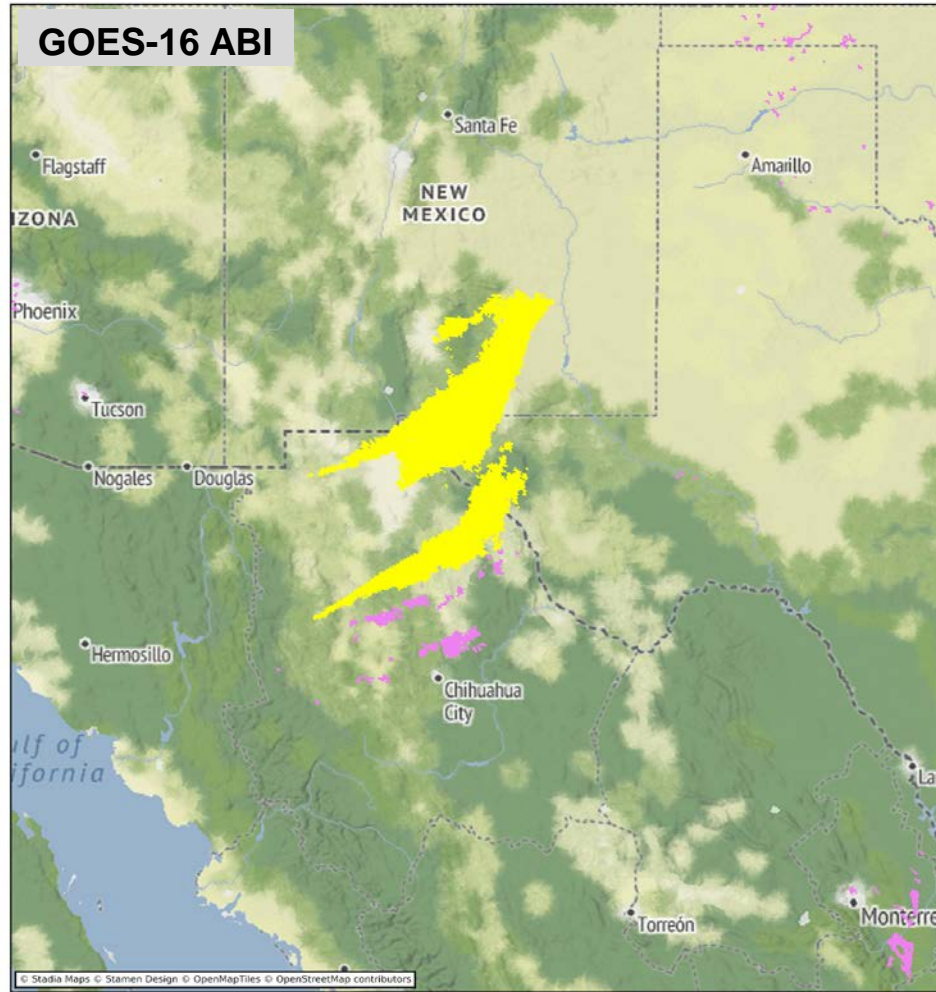 GOES-16 ABI
Santa Fe
Flagstaff
Amarillo
NEW
MEXICO
IZONA
Phoenix
Tucson
Nogales
Douglas
Hermosillo
Chihuahua
City
ulf of
ifornia
La
Monterre
Torreón
© Stadia Maps © Stamen Design © OpenMapTiles © OpenStreetMap contributors